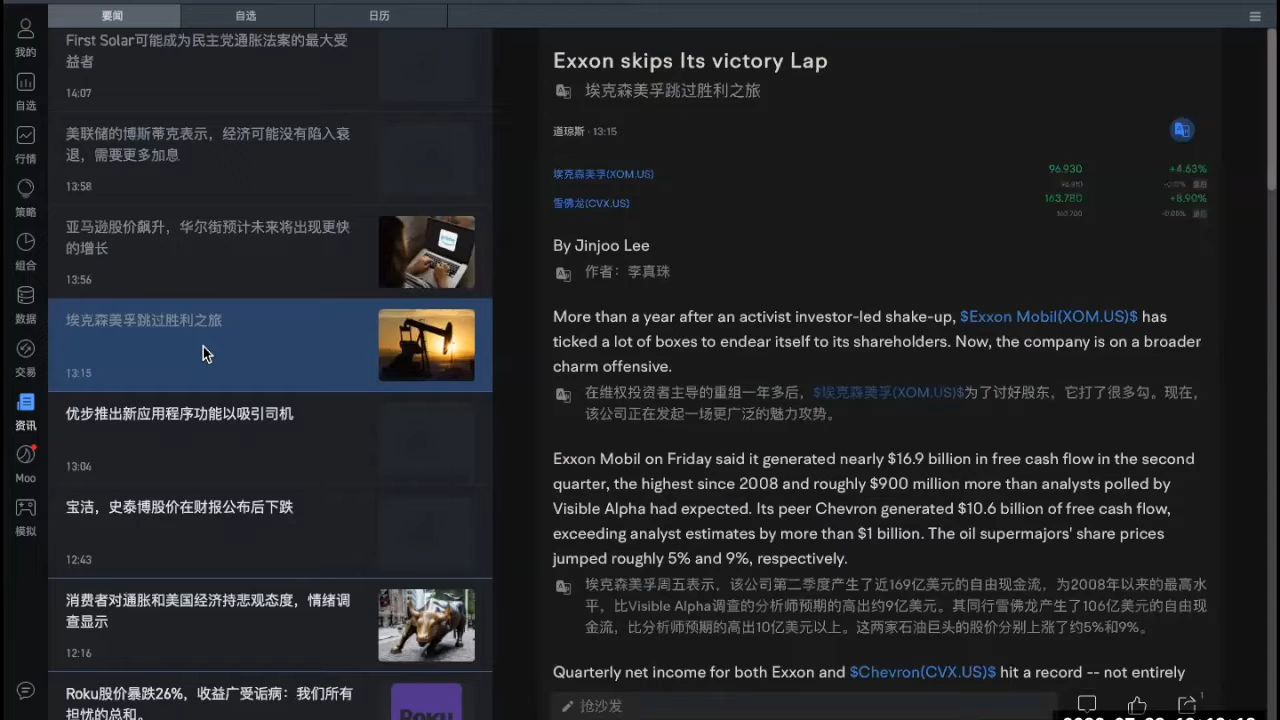 要闻
自选
日历
我的
自选
行情
策略
组合
数据
交易
资讯
Moo
模拟
First Solar可能成为民主党通胀法案的最大受
益者
14:07
美联储的博斯蒂克表示，经济可能没有陷入衰
退，需要更多加息
13:58
亚马逊股价飙升，华尔街预计未来将出现更快
的增长
13:56
埃克森美孚跳过胜利之旅
13:15
优步推出新应用程序功能以吸引司机
13:04
宝洁，史泰博股价在财报公布后下跌
12:43
消费者对通胀和美国经济持悲观态度，情绪调
查显示
12:16
Roku股价暴跌26%，收益广受诟病：我们所有
担忧的总和。
Roku
Exxon skips Its victory Lap
埃克森美孚跳过胜利之旅
道琼斯 · 13:15
埃克森美孚(XOM.US) 96.930 +4.63%
雪佛龙(CVX.US) 163.780 +8.90%
163.700
By Jinjoo Lee
作者：李真珠
More than a year after an activist investor-led shake-up, $Exxon Mobil(XOM.US)$ has
ticked a lot of boxes to endear itself to its shareholders. Now, the company is on a broader
charm offensive.
在维权投资者主导的重组一年多后，$埃克森美孚(XOM.US)$为了讨好股东，它打了很多勾。现在，
该公司正在发起一场更广泛的魅力攻势。
Exxon Mobil on Friday said it generated nearly $16.9 billion in free cash flow in the second
quarter, the highest since 2008 and roughly $900 million more than analysts polled by
Visible Alpha had expected. Its peer Chevron generated $10.6 billion of free cash flow,
exceeding analyst estimates by more than $1 billion. The oil supermajors' share prices
jumped roughly 5% and 9%, respectively.
埃克森美孚周五表示，该公司第二季度产生了近169亿美元的自由现金流，为2008年以来的最高水
平，比Visible Alpha调查的分析师预期的高出约9亿美元。其同行雪佛龙产生了106亿美元的自由现
金流，比分析师预期的高出10亿美元以上。这两家石油巨头的股价分别上涨了约5%和9%。
Quarterly net income for both Exxon and $Chevron(CVX.US)$ hit a record -- not entirely
抢沙发
1